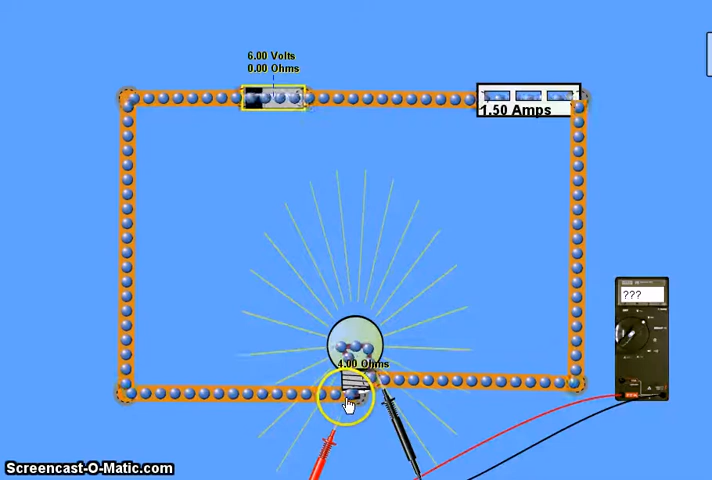 6.00 Volts
0.00 Ohms
1.50 Amps
???
4.00 Ohms
Screencast-O-Matic.com